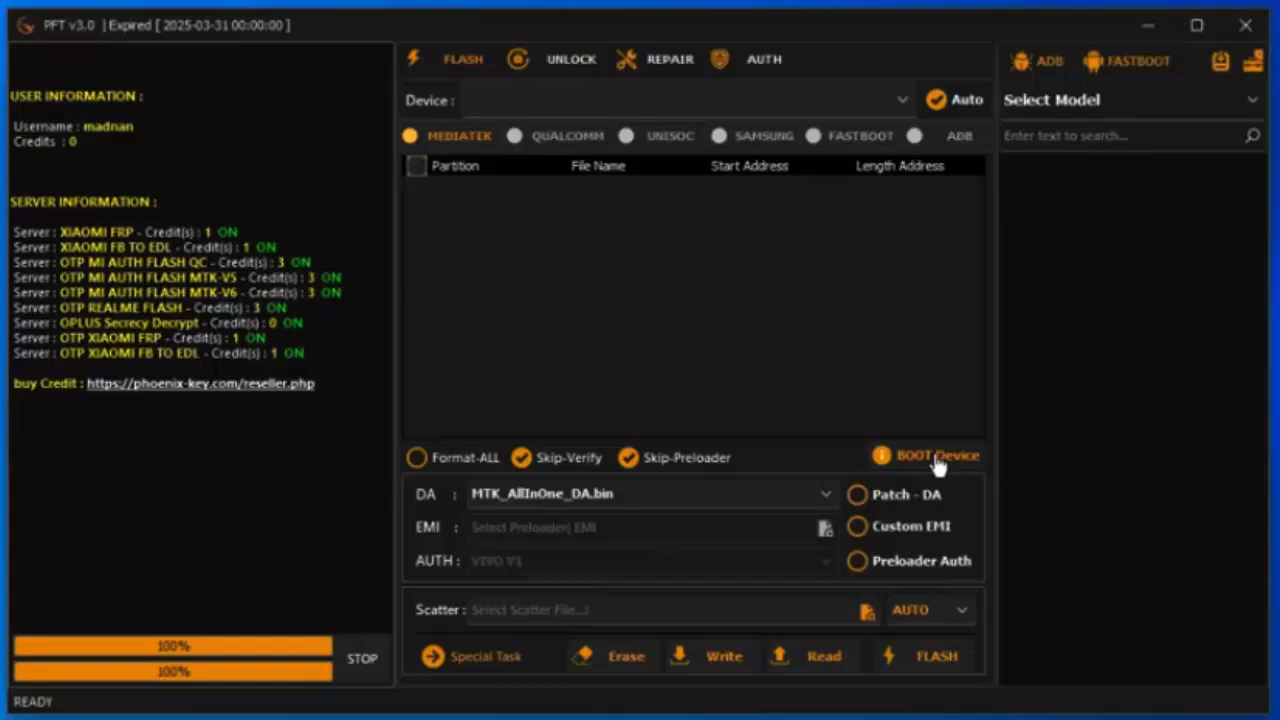 PFT v3.0 | Expired [ 2025-03-31 00:00:00 ]
USER INFORMATION :
Username : madnan
Credits : 0
SERVER INFORMATION :
Server : XIAOMI FRP - Credit(s) : 1 ON
Server : XIAOMI FB TO EDL - Credit(s) : 1 ON
Server : OTP MI AUTH FLASH QC - Credit(s) : 3 ON
Server : OTP MI AUTH FLASH MTK-V5 - Credit(s) : 3 ON
Server : OTP MI AUTH FLASH MTK-V6 - Credit(s) : 3 ON
Server : OTP REALME FLASH - Credit(s) : 3 ON
Server : OPLUS Secrecy Decrypt - Credit(s) : 0 ON
Server : OTP XIAOMI FRP - Credit(s) : 1 ON
Server : OTP XIAOMI FB TO EDL - Credit(s) : 1 ON
buy Credit : https://phoenix-key.com/reseller.php
100%
100%
STOP
READY
FLASH UNLOCK REPAIR AUTH
Device : Auto
MEDIATEK QUALCOMM UNISOC SAMSUNG FASTBOOT ADB
Partition File Name Start Address Length Address
Format-ALL Skip-Verify Skip-Preloader BOOT Device
DA : MTK_AllInOne_DA.bin Patch - DA
EMI : Select Preloader| EMI Custom EMI
AUTH : VIVO V1 Preloader Auth
Scatter : Select Scatter File...! AUTO
Special Task Erase Write Read FLASH
ADB FASTBOOT
Select Model
Enter text to search...